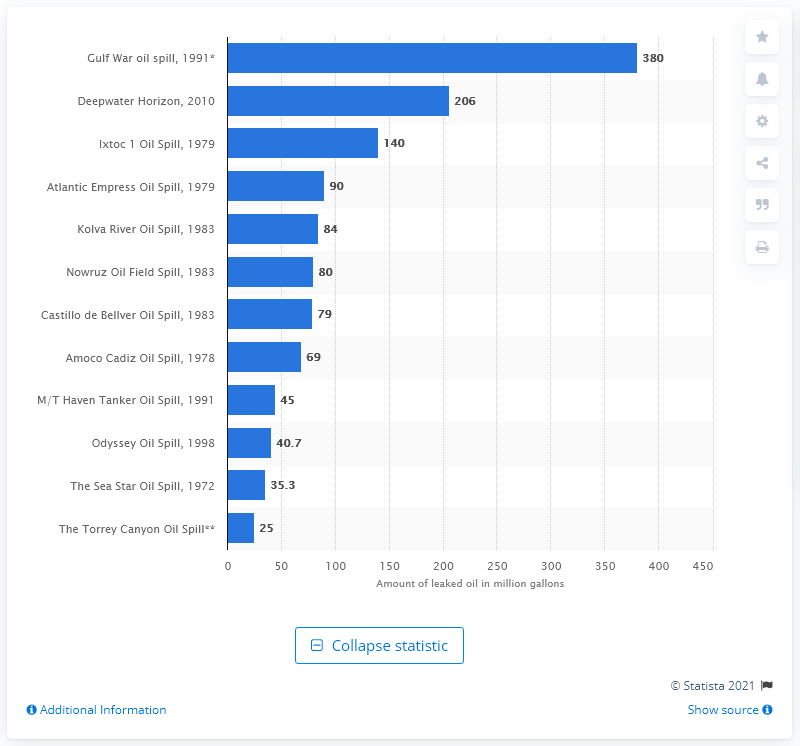 Gulf War oil spill, 1991* 380
Deepwater Horizon, 2010 206
Ixtoc 1 Oil Spill, 1979 140
Atlantic Empress Oil Spill, 1979 90
Kolva River Oil Spill, 1983 84
Nowruz Oil Field Spill, 1983 80
Castillo de Bellver Oil Spill, 1983 79
Amoco Cadiz Oil Spill, 1978 69
M/T Haven Tanker Oil Spill, 1991 45
Odyssey Oil Spill, 1998 40.7
The Sea Star Oil Spill, 1972 35.3
The Torrey Canyon Oil Spill** 25
0 50 100 150 200 250 300 350 400 450
Amount of leaked oil in million gallons
Collapse statistic
© Statista 2021
Additional Information Show source